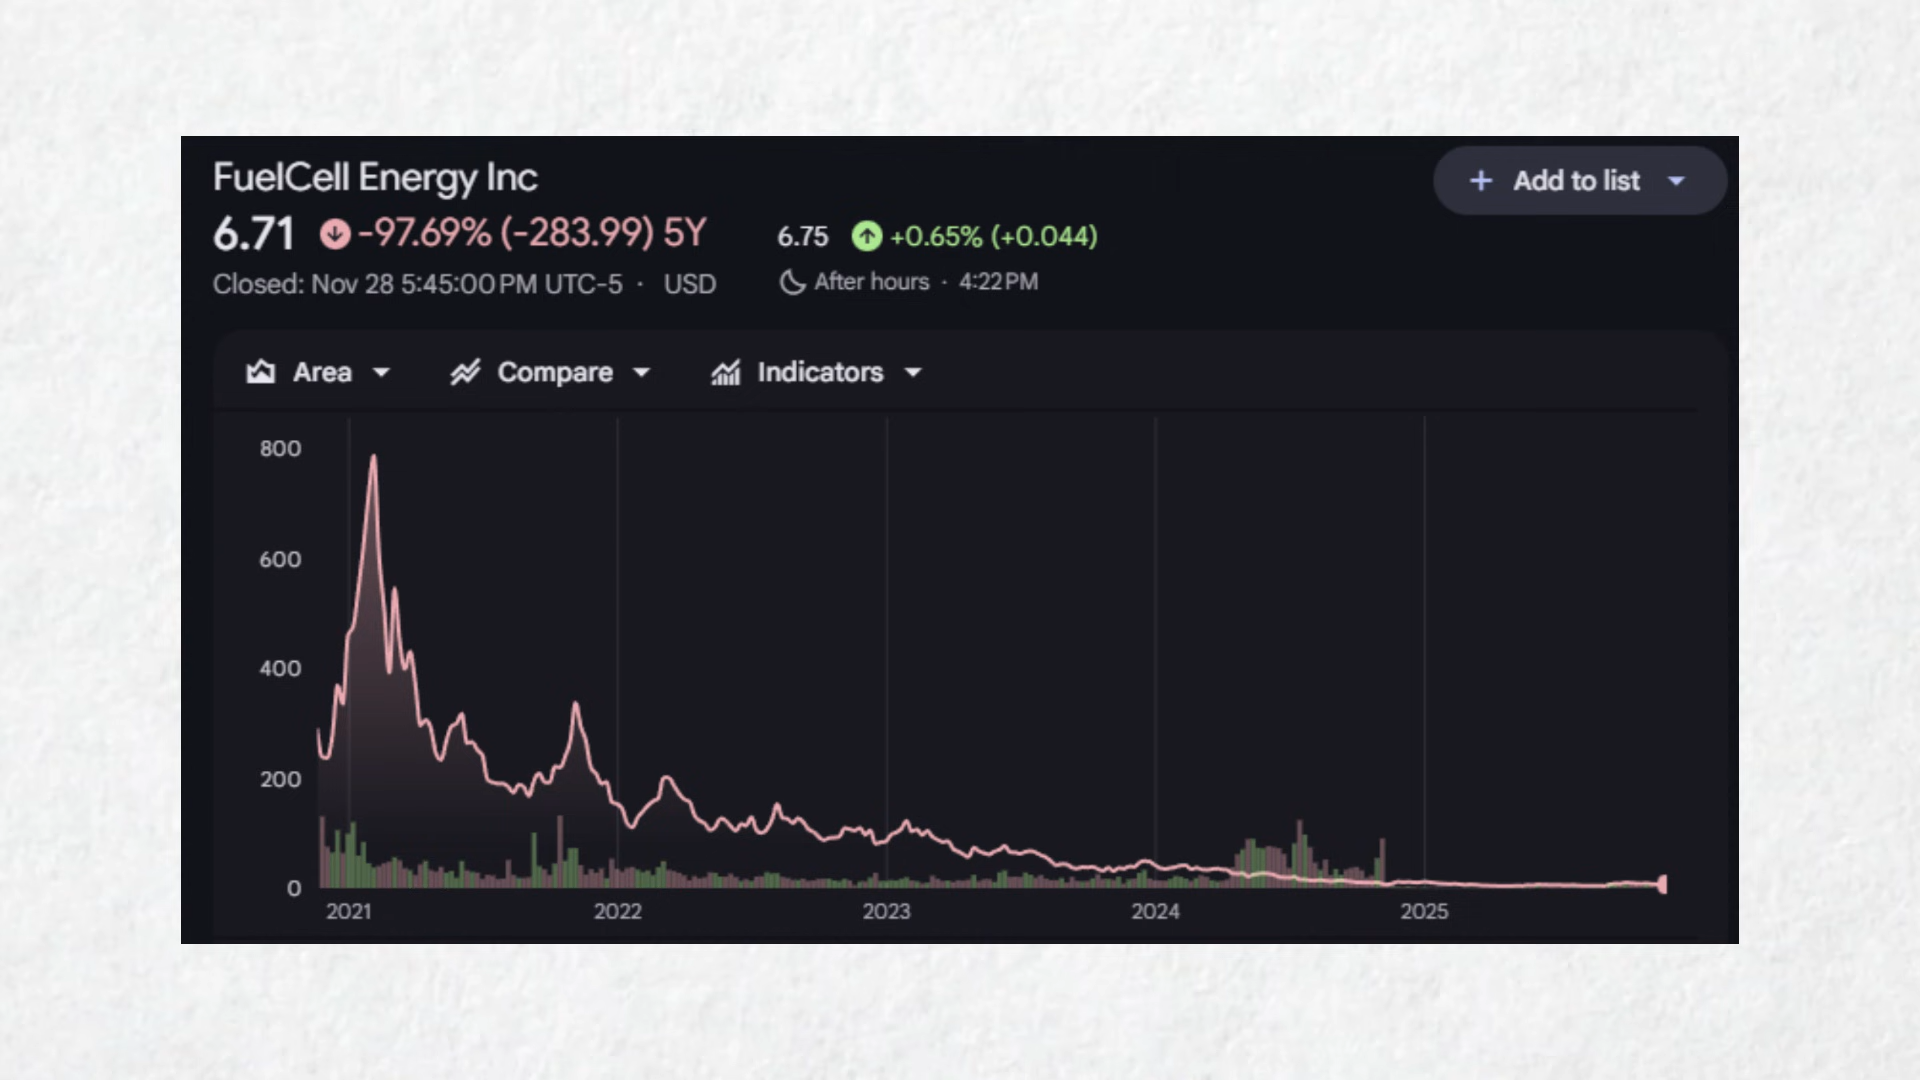 FuelCell Energy Inc
+ Add to list
6.71 -97.69% (-283.99) 5Y
6.75 +0.65% (+0.044)
Closed: Nov 28 5:45:00 PM UTC-5 · USD
After hours · 4:22 PM
Area Compare Indicators
800
600
400
200
0
2021 2022 2023 2024 2025